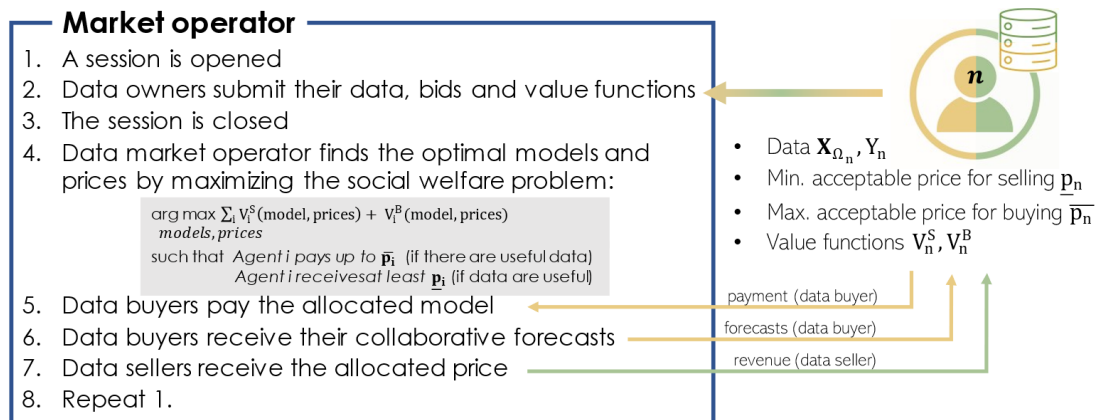 Market operator
1. A session is opened
2. Data owners submit their data, bids and value functions
3. The session is closed
4. Data market operator finds the optimal models and
prices by maximizing the social welfare problem:
arg max ∑ᵢ Vᵢˢ(model, prices) + Vᵢᴮ(model, prices)
models, prices
such that Agent i pays up to p̅ᵢ (if there are useful data)
Agent i receivesat least p̲ᵢ (if data are useful)
5. Data buyers pay the allocated model
6. Data buyers receive their collaborative forecasts
7. Data sellers receive the allocated price
8. Repeat 1.
n
• Data X_Ωₙ, Yₙ
• Min. acceptable price for selling p̲ₙ
• Max. acceptable price for buying p̅ₙ
• Value functions Vₙˢ, Vₙᴮ
payment (data buyer)
forecasts (data buyer)
revenue (data seller)